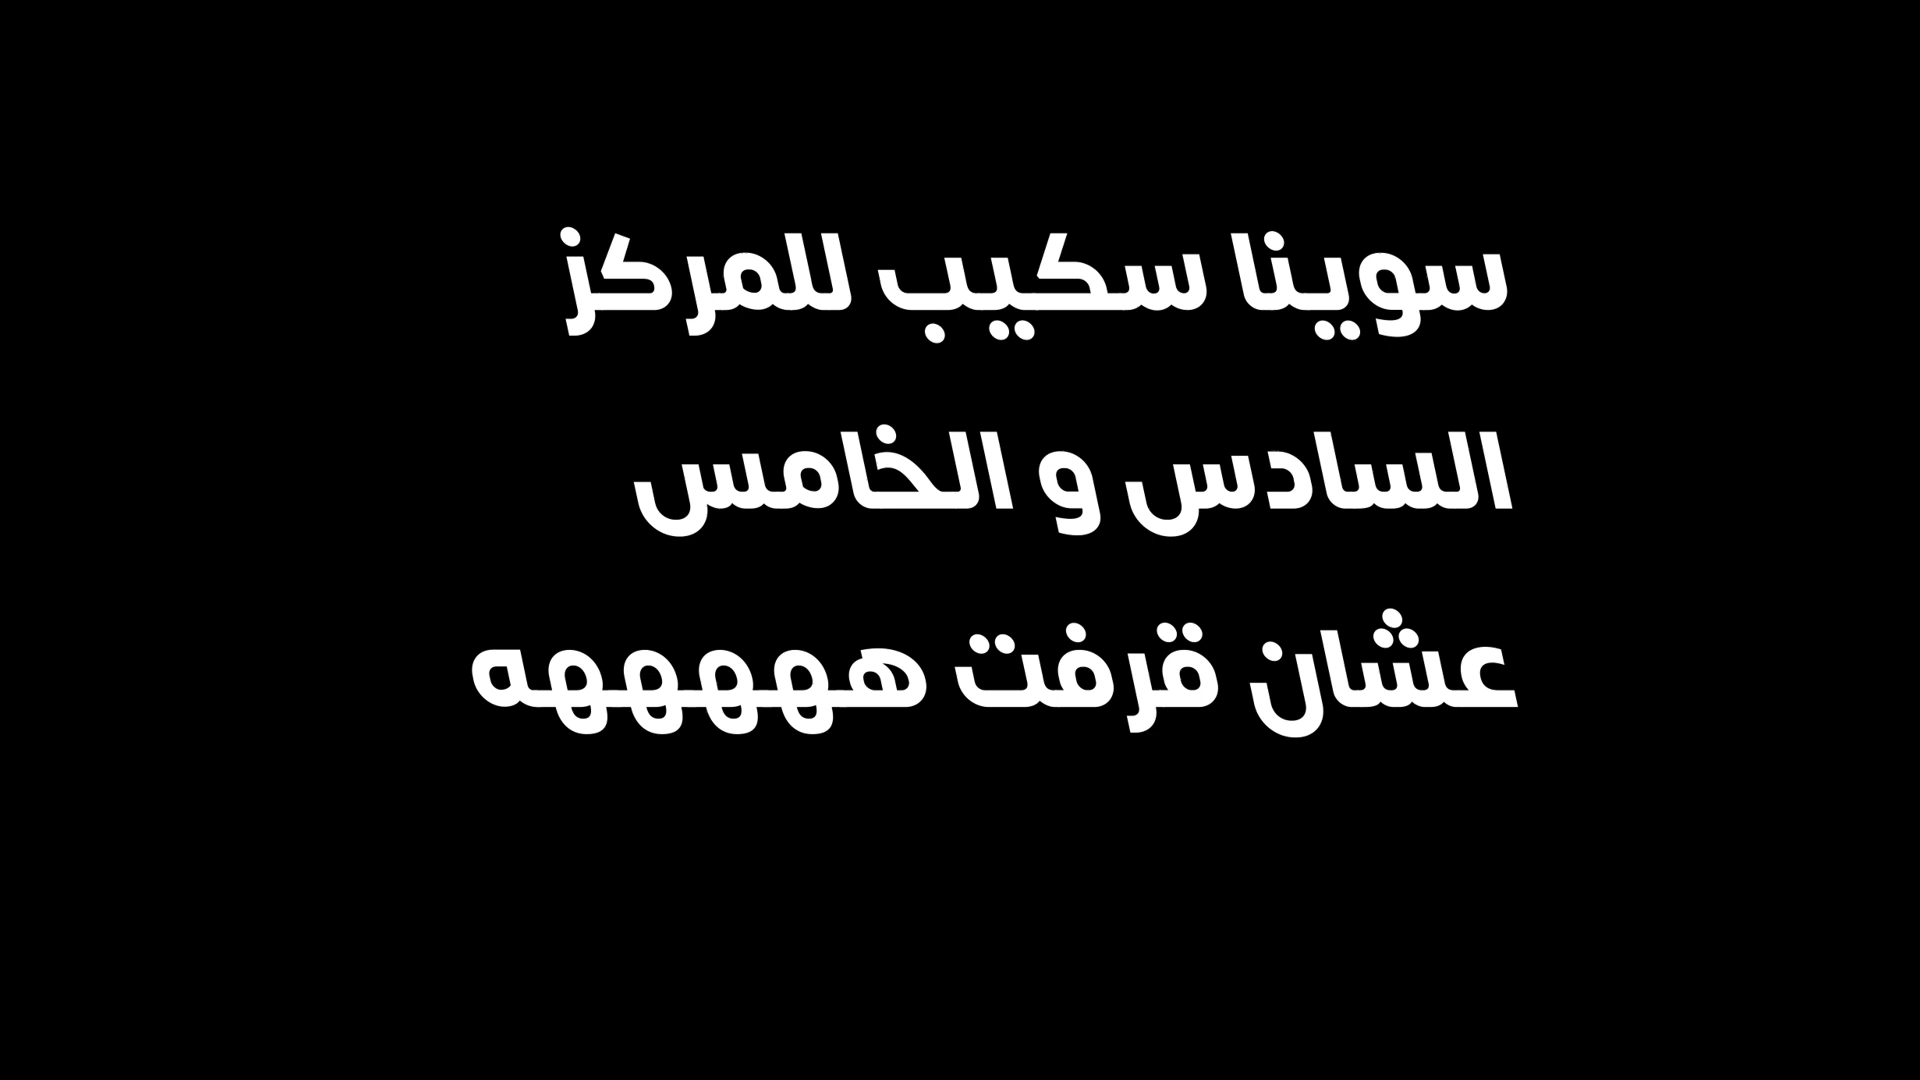 سوينا سكيب للمركز
السادس و الخامس
عشان قرفت هههههه